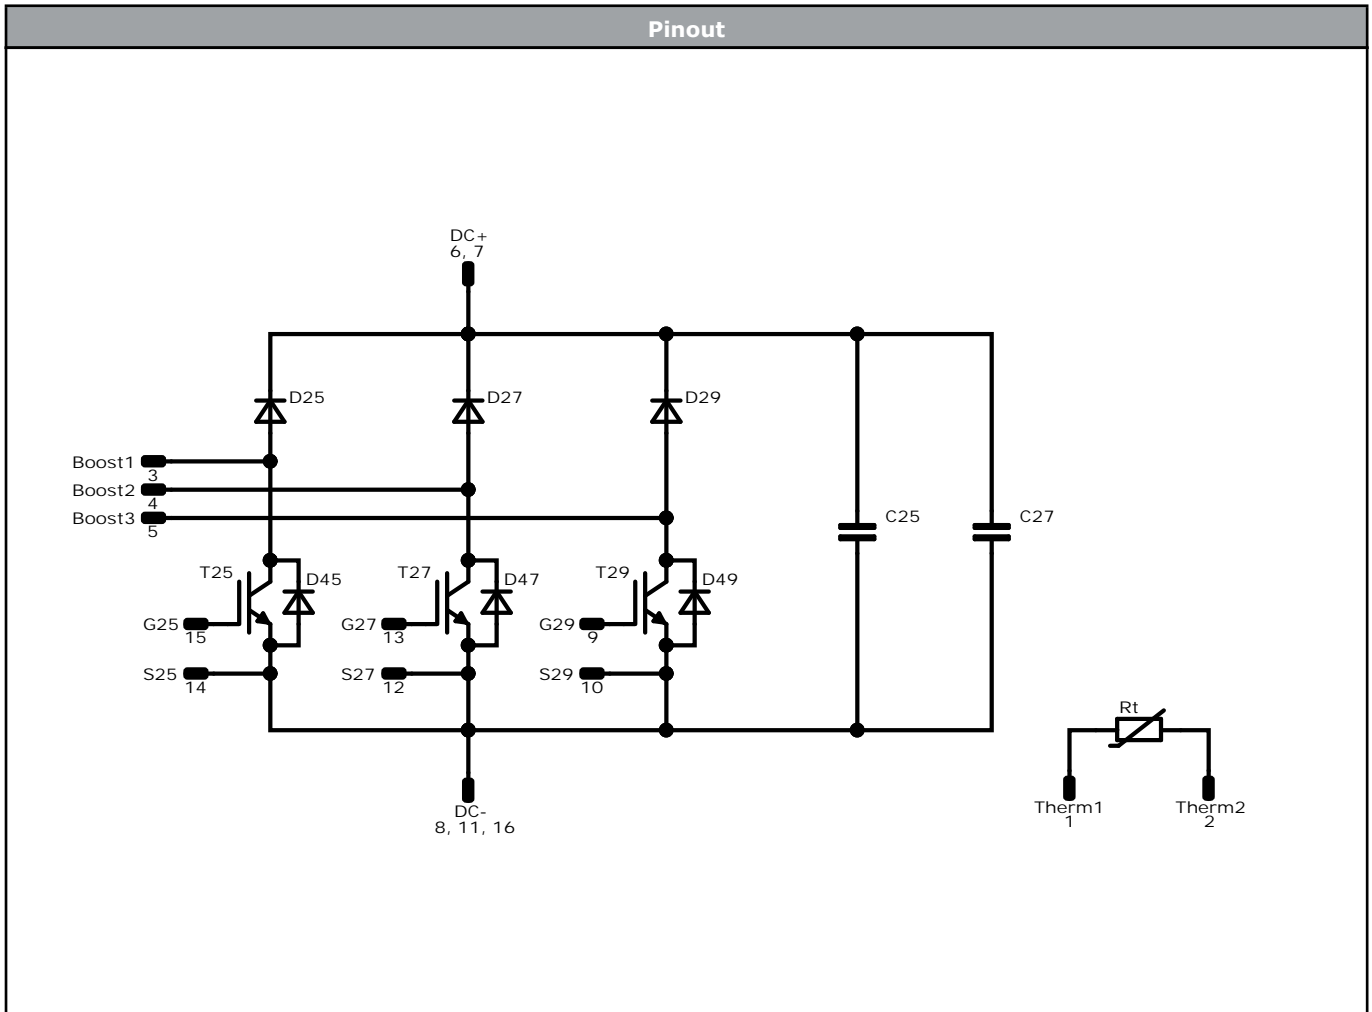 Pinout
DC+
6, 7
D25
D27
D29
Boost1
3
Boost2
4
Boost3
5
C25
C27
T25
D45
T27
D47
T29
D49
G25
15
G27
13
G29
9
S25
14
S27
12
S29
10
Rt
DC-
8, 11, 16
Therm1
1
Therm2
2